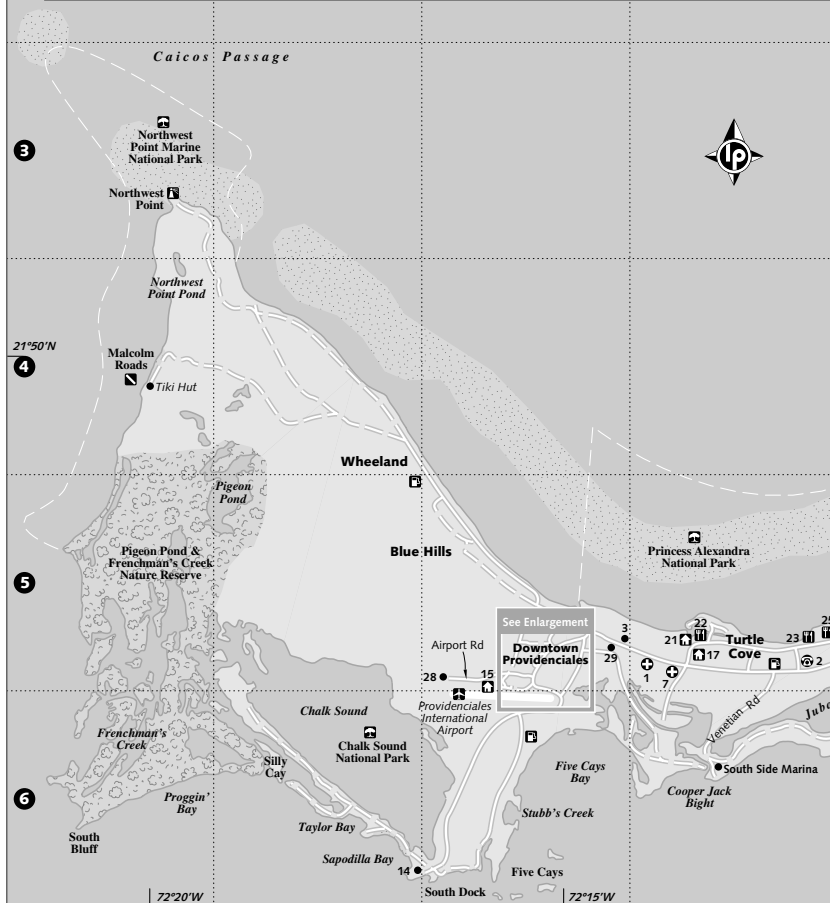 Caicos Passage
3
Northwest
Point Marine
National Park
lp
Northwest
Point
Northwest
Point Pond
21°50'N
4
Malcolm
Roads
Tiki Hut
Wheeland
Pigeon
Pond
Blue Hills
Princess Alexandra
National Park
Pigeon Pond &
Frenchman's Creek
Nature Reserve
5
See Enlargement
Downtown
Providenciales
Airport Rd
3
22
21
25
23
Turtle
Cove
29
17
2
1
7
28
15
Providenciales
International
Airport
Chalk Sound
Venetian Rd
Juba
Frenchman's
Creek
Chalk Sound
National Park
Silly
Cay
Five Cays
Bay
South Side Marina
6
Proggin'
Bay
Cooper Jack
Bight
Stubb's Creek
Taylor Bay
South
Bluff
Sapodilla Bay
14
Five Cays
South Dock
72°20'W
72°15'W